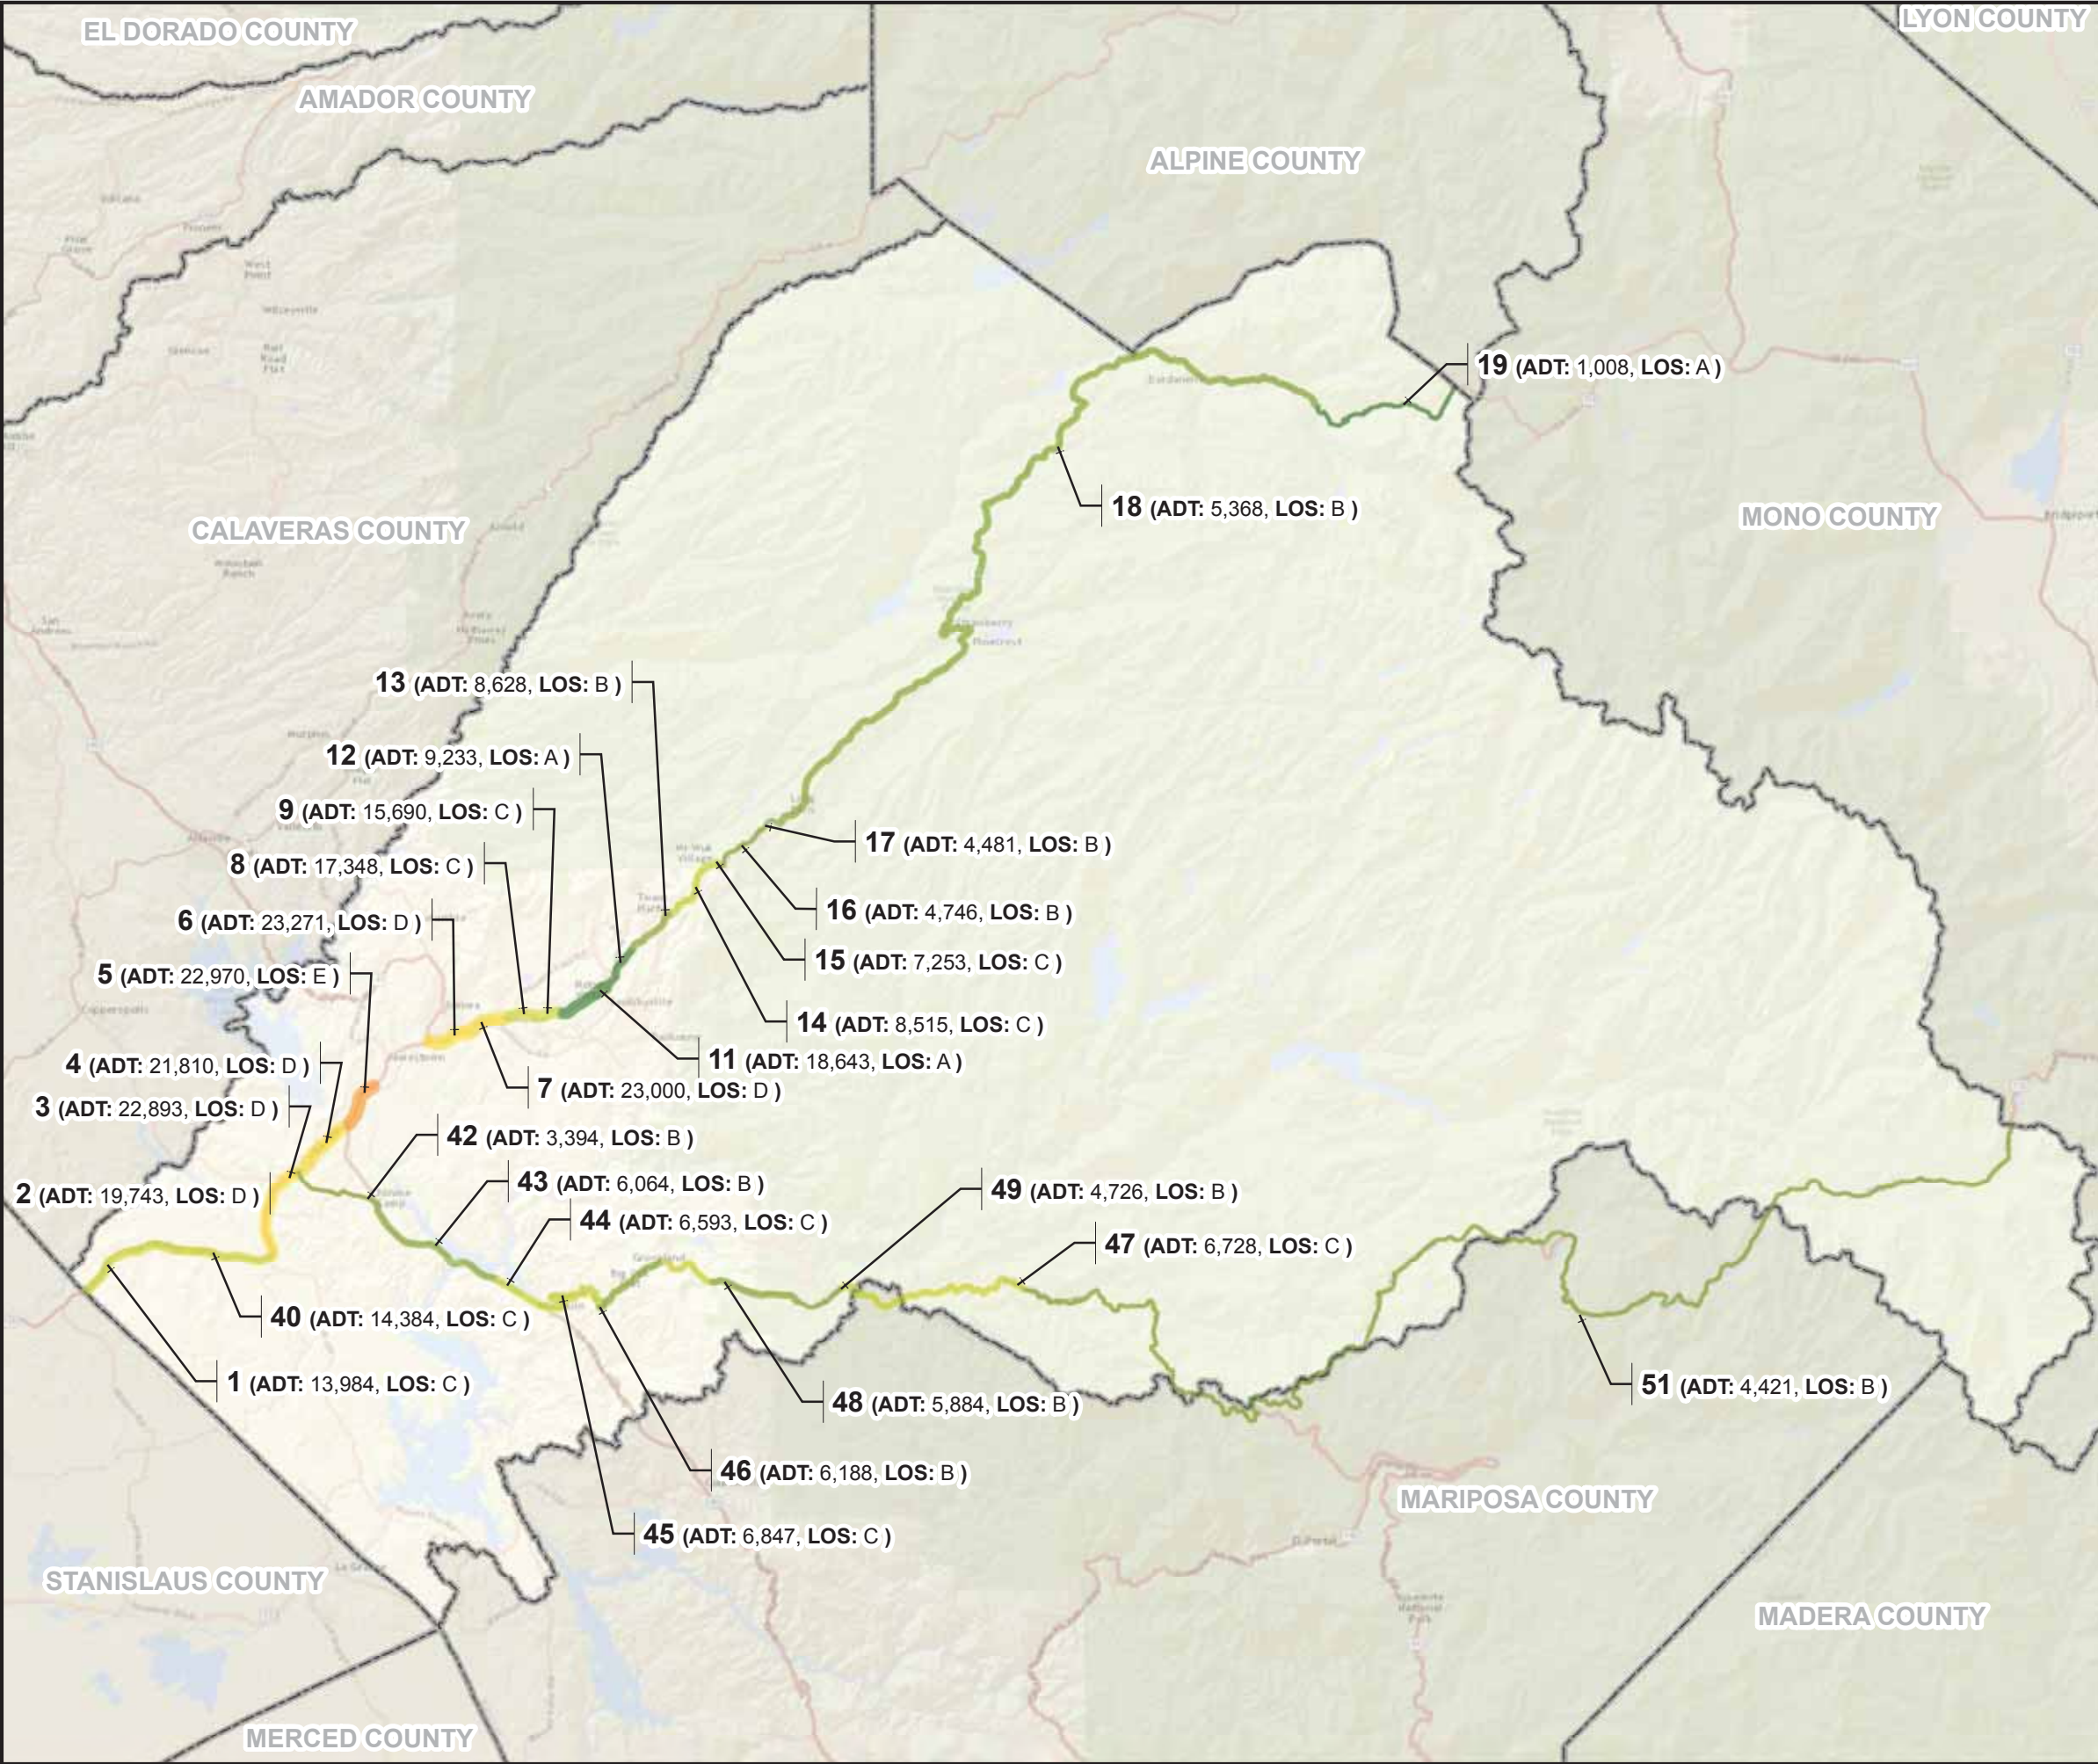 EL DORADO COUNTY
LYON COUNTY
AMADOR COUNTY
ALPINE COUNTY
19 (ADT: 1,008, LOS: A )
18 (ADT: 5,368, LOS: B )
CALAVERAS COUNTY
MONO COUNTY
13 (ADT: 8,628, LOS: B )
12 (ADT: 9,233, LOS: A )
9 (ADT: 15,690, LOS: C )
17 (ADT: 4,481, LOS: B )
8 (ADT: 17,348, LOS: C )
16 (ADT: 4,746, LOS: B )
6 (ADT: 23,271, LOS: D )
15 (ADT: 7,253, LOS: C )
5 (ADT: 22,970, LOS: E )
14 (ADT: 8,515, LOS: C )
11 (ADT: 18,643, LOS: A )
4 (ADT: 21,810, LOS: D )
7 (ADT: 23,000, LOS: D )
3 (ADT: 22,893, LOS: D )
42 (ADT: 3,394, LOS: B )
43 (ADT: 6,064, LOS: B )
2 (ADT: 19,743, LOS: D )
49 (ADT: 4,726, LOS: B )
44 (ADT: 6,593, LOS: C )
47 (ADT: 6,728, LOS: C )
Groveland
40 (ADT: 14,384, LOS: C )
1 (ADT: 13,984, LOS: C )
51 (ADT: 4,421, LOS: B )
48 (ADT: 5,884, LOS: B )
46 (ADT: 6,188, LOS: B )
MARIPOSA COUNTY
45 (ADT: 6,847, LOS: C )
STANISLAUS COUNTY
MADERA COUNTY
MERCED COUNTY